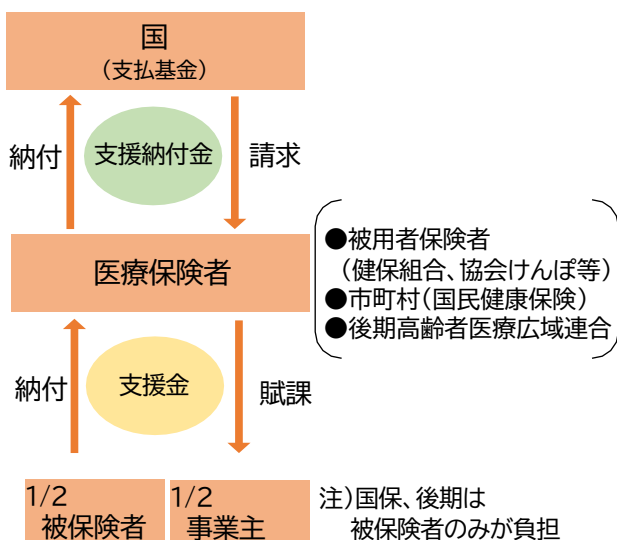 国
（支払基金）
納付
支援納付金
請求
医療保険者
●被用者保険者
（健保組合、協会けんぽ等）
●市町村（国民健康保険）
●後期高齢者医療広域連合
納付
支援金
賦課
1/2
被保険者
1/2
事業主
注）国保、後期は
被保険者のみが負担